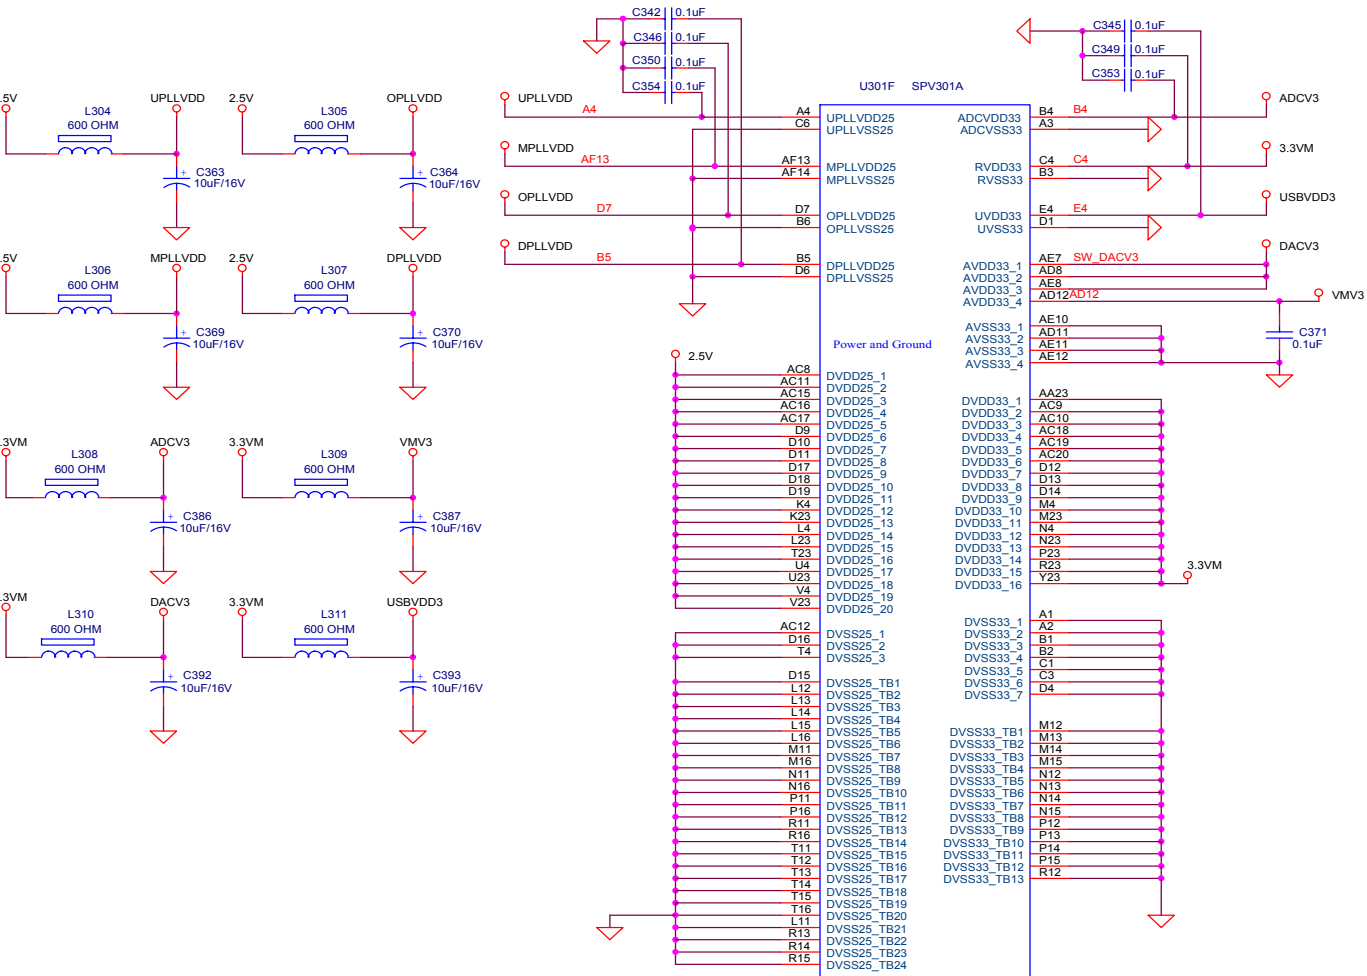 C342 0.1uF
C346 0.1uF
C350 0.1uF
C354 0.1uF
C345 0.1uF
C349 0.1uF
C353 0.1uF
.5V
UPLLVDD
L304
600 OHM
C363
10uF/16V
2.5V
OPLLVDD
L305
600 OHM
C364
10uF/16V
.5V
MPLLVDD
L306
600 OHM
C369
10uF/16V
2.5V
DPLLVDD
L307
600 OHM
C370
10uF/16V
.3VM
ADCV3
L308
600 OHM
C386
10uF/16V
3.3VM
VMV3
L309
600 OHM
C387
10uF/16V
.3VM
DACV3
L310
600 OHM
C392
10uF/16V
3.3VM
USBVDD3
L311
600 OHM
C393
10uF/16V
U301F SPV301A
UPLLVDD
A4 A4 UPLLVDD25
C6 UPLLVSS25
MPLLVDD
AF13 AF13 MPLLVDD25
AF14 MPLLVSS25
OPLLVDD
D7 D7 OPLLVDD25
B6 OPLLVSS25
DPLLVDD
B5 B5 DPLLVDD25
D6 DPLLVSS25
Power and Ground
2.5V
AC8 DVDD25_1
AC11 DVDD25_2
AC15 DVDD25_3
AC16 DVDD25_4
AC17 DVDD25_5
D9 DVDD25_6
D10 DVDD25_7
D11 DVDD25_8
D17 DVDD25_9
D18 DVDD25_10
D19 DVDD25_11
K4 DVDD25_12
K23 DVDD25_13
L4 DVDD25_14
L23 DVDD25_15
T23 DVDD25_16
U4 DVDD25_17
U23 DVDD25_18
V4 DVDD25_19
V23 DVDD25_20
AC12 DVSS25_1
D16 DVSS25_2
T4 DVSS25_3
D15 DVSS25_TB1
L12 DVSS25_TB2
L13 DVSS25_TB3
L14 DVSS25_TB4
L15 DVSS25_TB5
L16 DVSS25_TB6
M11 DVSS25_TB7
M16 DVSS25_TB8
N11 DVSS25_TB9
N16 DVSS25_TB10
P11 DVSS25_TB11
P16 DVSS25_TB12
R11 DVSS25_TB13
R16 DVSS25_TB14
T11 DVSS25_TB15
T12 DVSS25_TB16
T13 DVSS25_TB17
T14 DVSS25_TB18
T15 DVSS25_TB19
T16 DVSS25_TB20
L11 DVSS25_TB21
R13 DVSS25_TB22
R14 DVSS25_TB23
R15 DVSS25_TB24
ADCV3
ADCVDD33 B4 B4
ADCVSS33 A3
3.3VM
RVDD33 C4 C4
RVSS33 B3
USBVDD3
UVDD33 E4 E4
UVSS33 D1
DACV3
AVDD33_1 AE7 SW_DACV3
AVDD33_2 AD8
AVDD33_3 AE8
AVDD33_4 AD12 AD12
VMV3
C371
0.1uF
AVSS33_1 AE10
AVSS33_2 AD11
AVSS33_3 AE11
AVSS33_4 AE12
DVDD33_1 AA23
DVDD33_2 AC9
DVDD33_3 AC10
DVDD33_4 AC18
DVDD33_5 AC19
DVDD33_6 AC20
DVDD33_7 D12
DVDD33_8 D13
DVDD33_9 D14
DVDD33_10 M4
DVDD33_11 M23
DVDD33_12 N4
DVDD33_13 N23
DVDD33_14 P23
DVDD33_15 R23
DVDD33_16 Y23
3.3VM
DVSS33_1 A1
DVSS33_2 A2
DVSS33_3 B1
DVSS33_4 B2
DVSS33_5 C1
DVSS33_6 C3
DVSS33_7 D4
DVSS33_TB1 M12
DVSS33_TB2 M13
DVSS33_TB3 M14
DVSS33_TB4 M15
DVSS33_TB5 N12
DVSS33_TB6 N13
DVSS33_TB7 N14
DVSS33_TB8 N15
DVSS33_TB9 P12
DVSS33_TB10 P13
DVSS33_TB11 P14
DVSS33_TB12 P15
DVSS33_TB13 R12